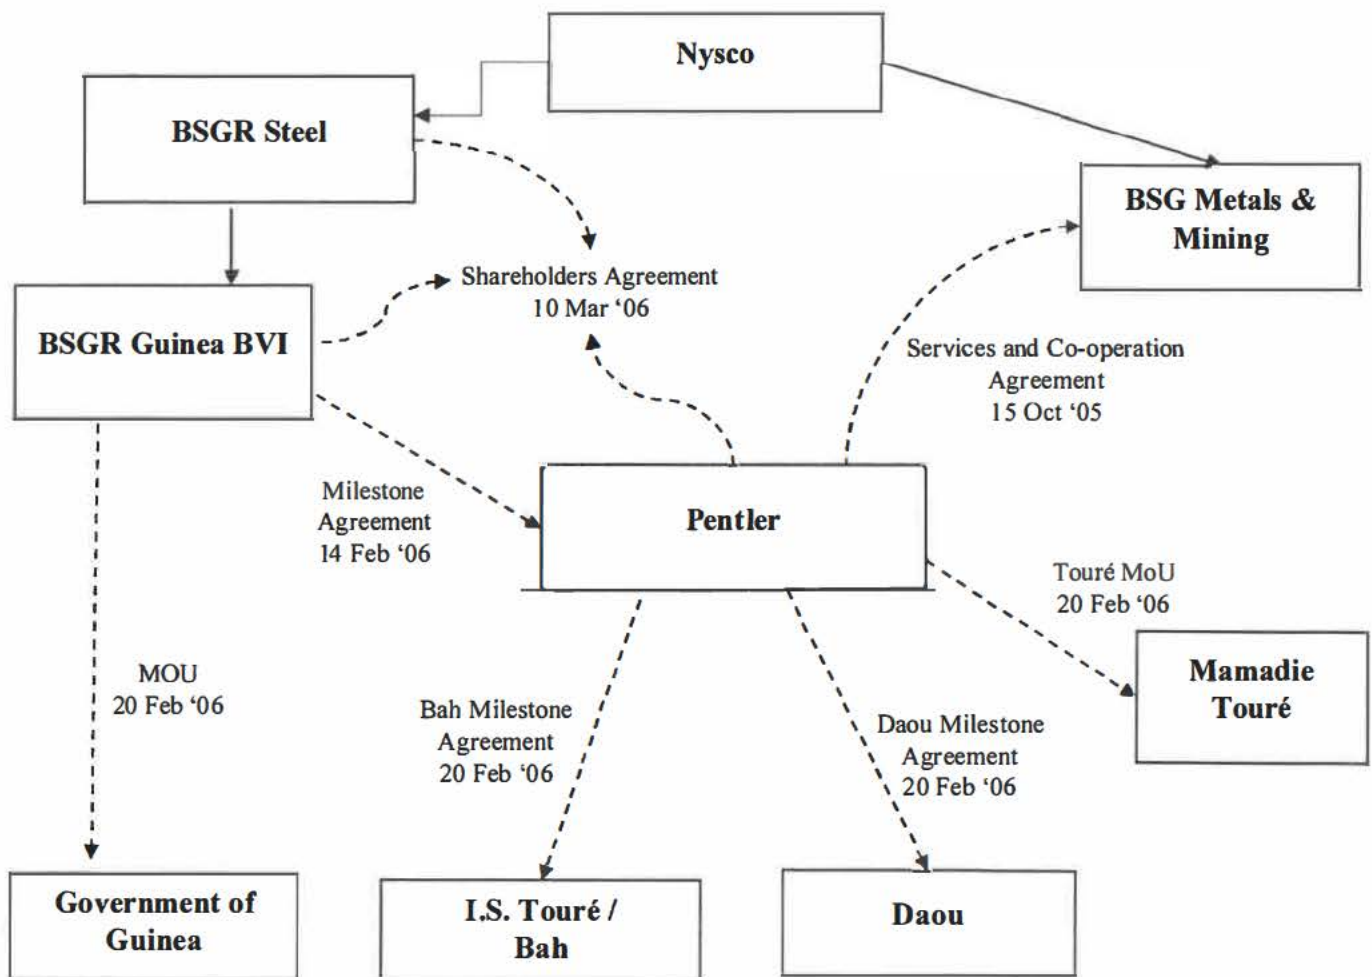 Nysco
BSGR Steel
BSG Metals &
Mining
Shareholders Agreement
10 Mar ‘06
BSGR Guinea BVI
Services and Co-operation
Agreement
15 Oct ‘05
Milestone
Agreement
14 Feb ‘06
Pentler
Touré MoU
20 Feb ‘06
Mamadie
Touré
MOU
20 Feb ‘06
Bah Milestone
Agreement
20 Feb ‘06
Daou Milestone
Agreement
20 Feb ‘06
Government of
Guinea
I.S. Touré /
Bah
Daou